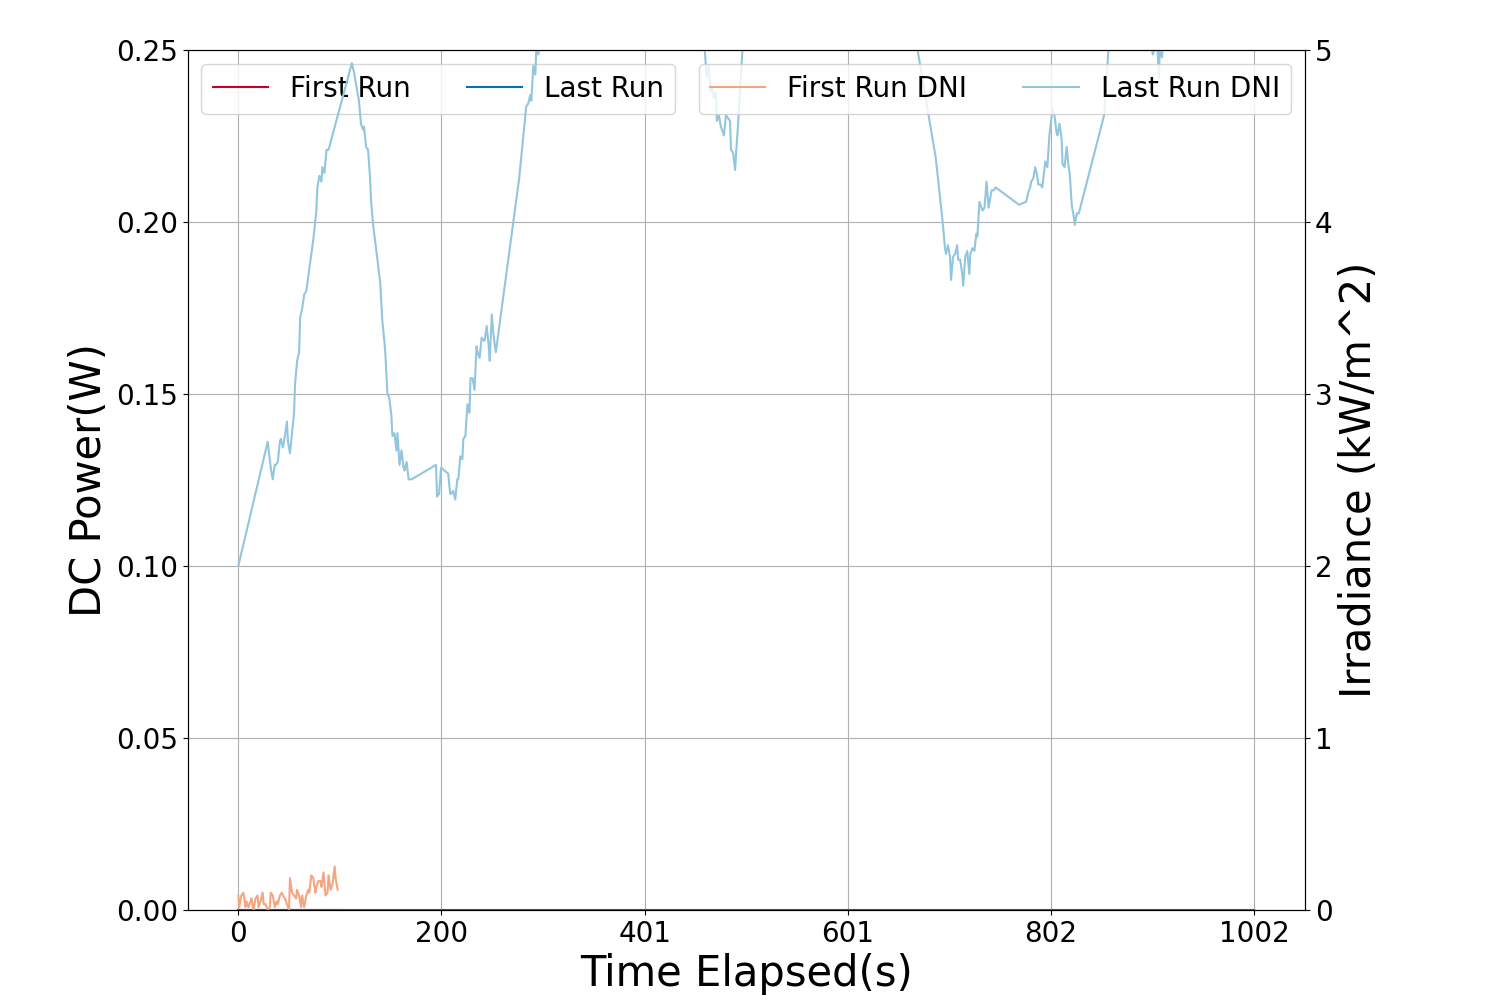 First Run
Last Run
First Run DNI
Last Run DNI
0.25
0.20
0.15
0.10
0.05
0.00
DC Power(W)
5
4
3
2
1
0
Irradiance (kW/m^2)
0
200
401
601
802
1002
Time Elapsed(s)